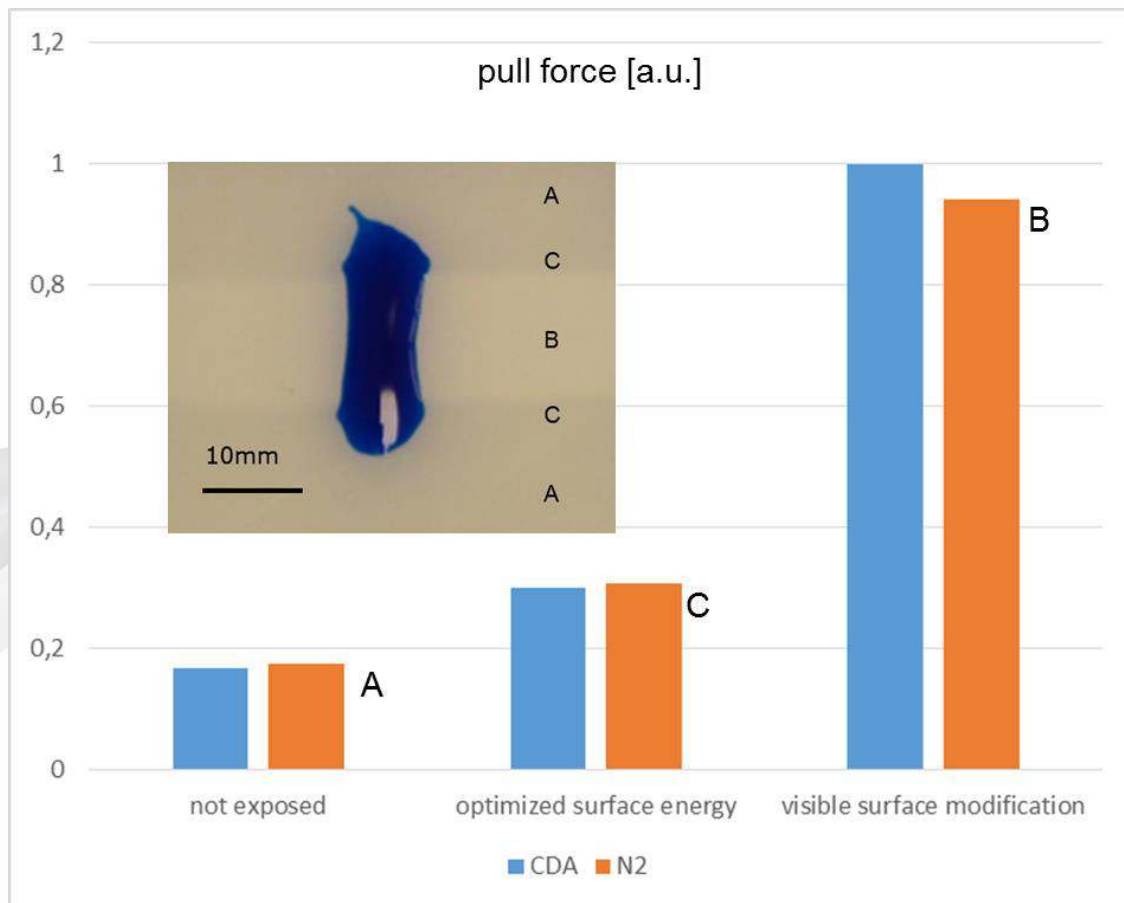 1,2
pull force [a.u.]
1
A
B
C
0,8
B
0,6
C
10mm
A
0,4
C
0,2
A
0
not exposed optimized surface energy visible surface modification
CDA N2